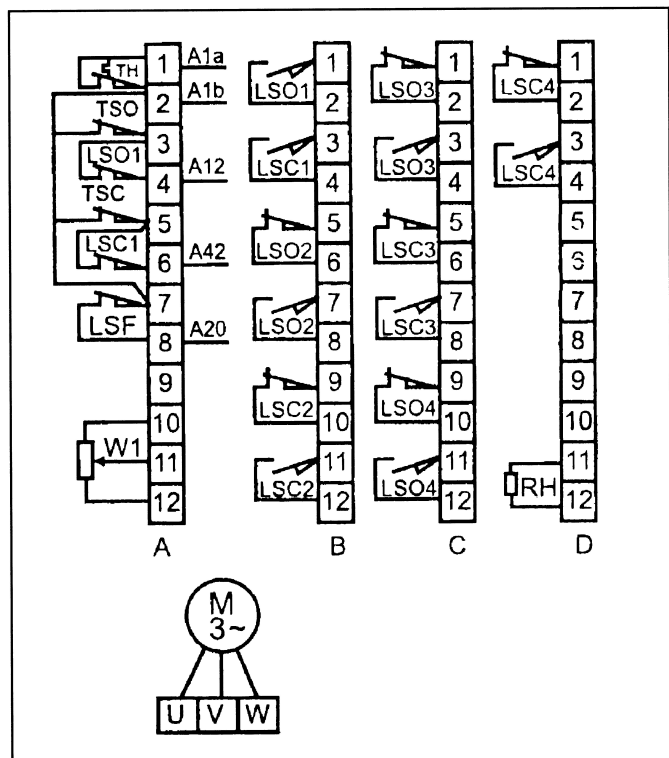 1 A1a
TH
2 A1b
TSO
3
LSO1
4 A12
TSC
5
LSC1
6 A42
7
LSF
8 A20
9
10
W1
11
12
A
1
LSO1
2
3
LSC1
4
5
LSO2
6
7
LSO2
8
9
LSC2
10
11
LSC2
12
B
1
LSO3
2
3
LSO3
4
5
LSC3
6
7
LSC3
8
9
LSO4
10
11
LSO4
12
C
1
LSC4
2
3
LSC4
4
5
6
7
8
9
10
11
RH
12
D
M
3~
U V W